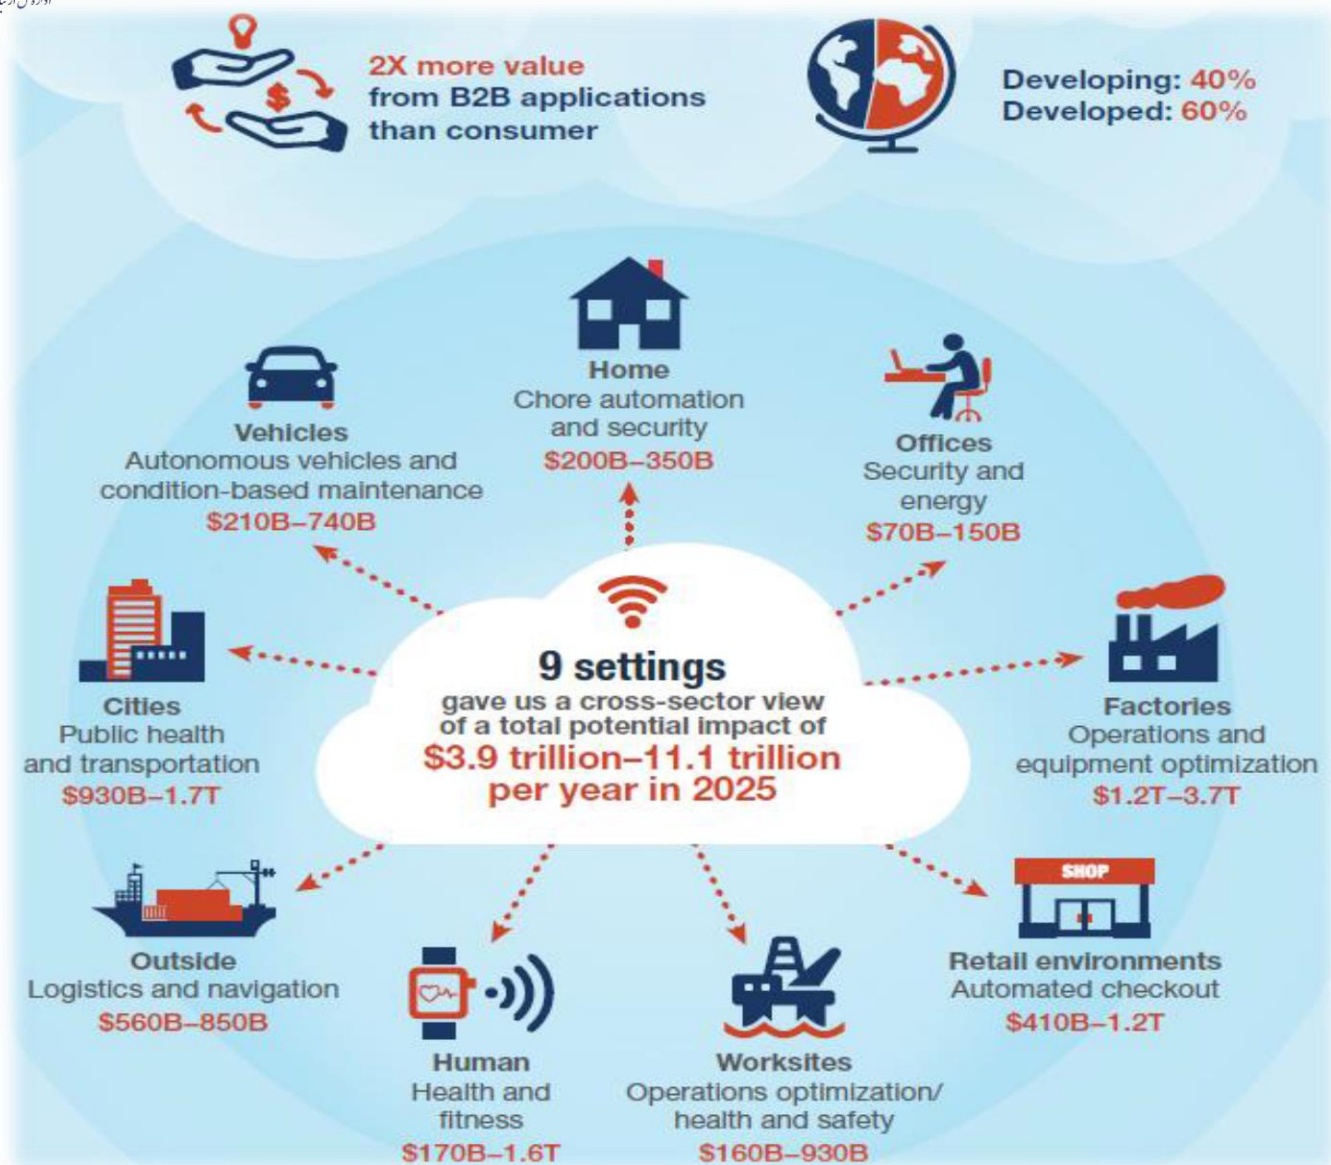 2X more value
from B2B applications
than consumer
Developing: 40%
Developed: 60%
Home
Chore automation
and security
$200B–350B
Vehicles
Autonomous vehicles and
condition-based maintenance
$210B–740B
Offices
Security and
energy
$70B–150B
9 settings
gave us a cross-sector view
of a total potential impact of
$3.9 trillion–11.1 trillion
per year in 2025
Cities
Public health
and transportation
$930B–1.7T
Factories
Operations and
equipment optimization
$1.2T–3.7T
Outside
Logistics and navigation
$560B–850B
SHOP
Retail environments
Automated checkout
$410B–1.2T
Human
Health and
fitness
$170B–1.6T
Worksites
Operations optimization/
health and safety
$160B–930B